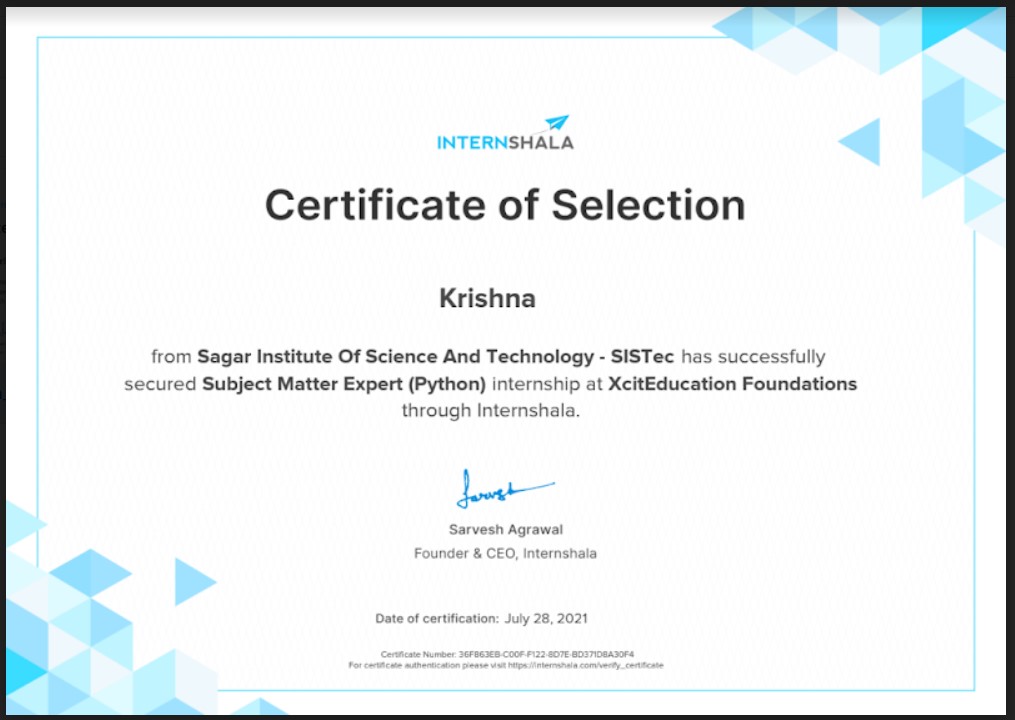 INTERNSHALA
Certificate of Selection
Krishna
from Sagar Institute Of Science And Technology - SISTec has successfully
secured Subject Matter Expert (Python) internship at XcitEducation Foundations
through Internshala.
Sarvesh
Sarvesh Agrawal
Founder & CEO, Internshala
Date of certification: July 28, 2021
Certificate Number: 36F863EB-C00F-F122-8D7E-BD371D8A30F4
For certificate authentication please visit https://internshala.com/verify_certificate